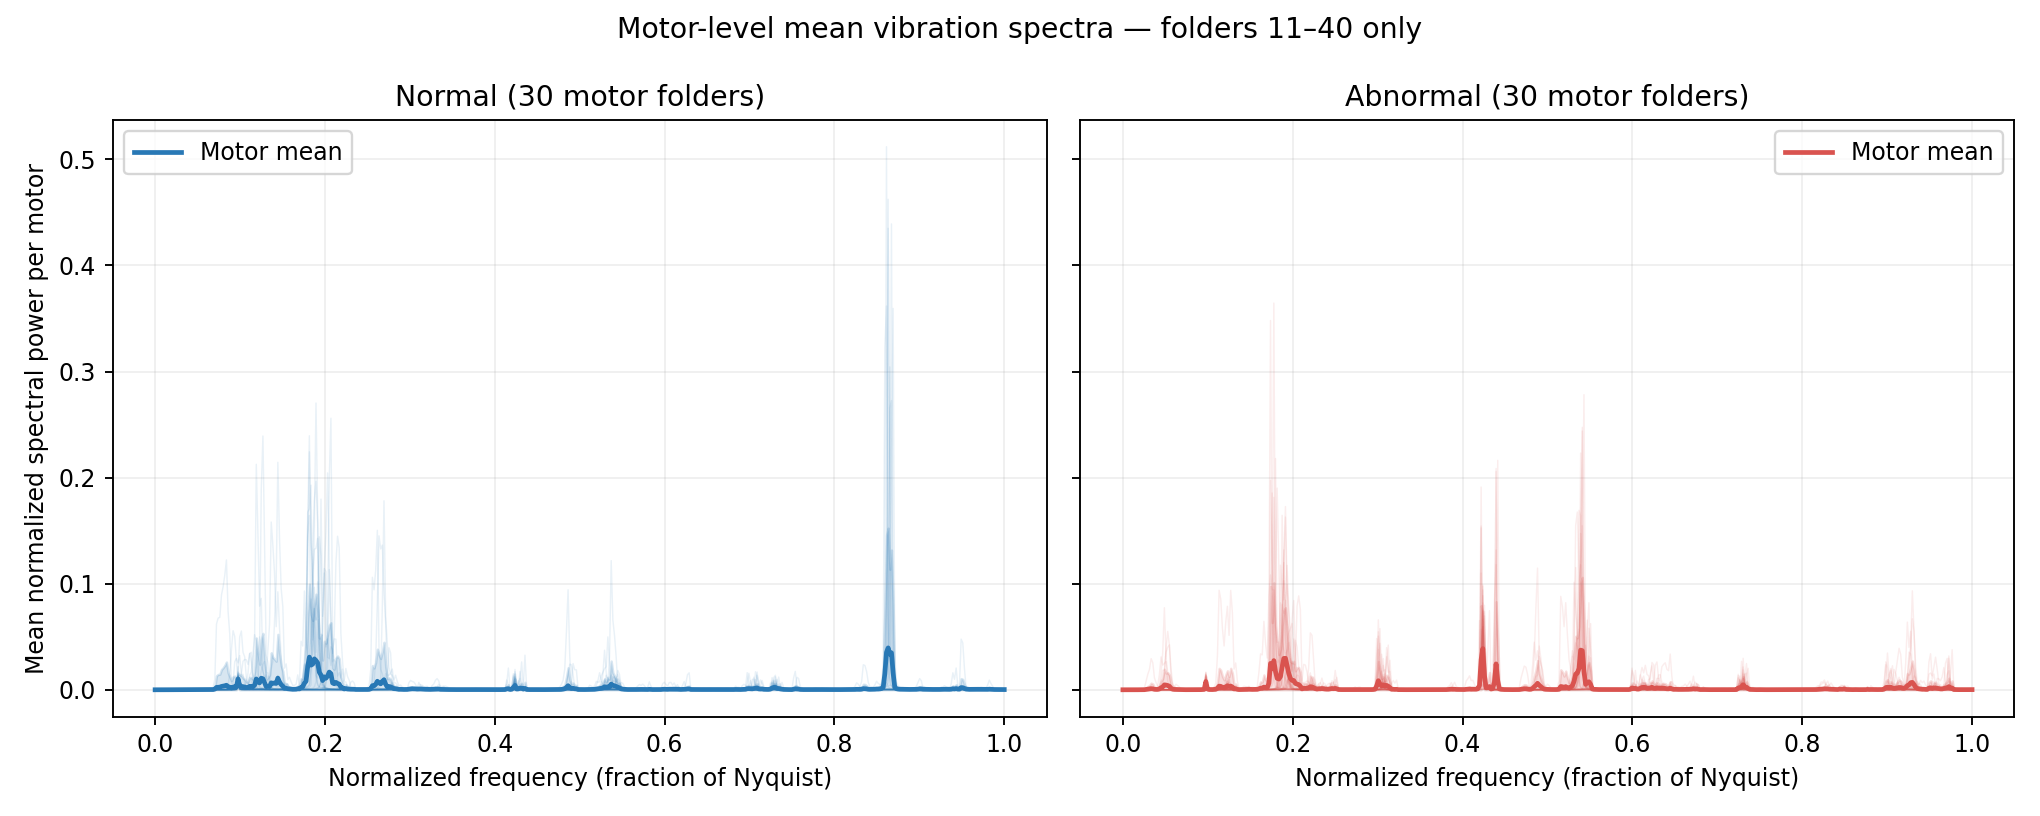 Motor-level mean vibration spectra — folders 11–40 only
Normal (30 motor folders)
Motor mean
Mean normalized spectral power per motor
0.5
0.4
0.3
0.2
0.1
0.0
0.0 0.2 0.4 0.6 0.8 1.0
Normalized frequency (fraction of Nyquist)
Abnormal (30 motor folders)
Motor mean
0.0 0.2 0.4 0.6 0.8 1.0
Normalized frequency (fraction of Nyquist)